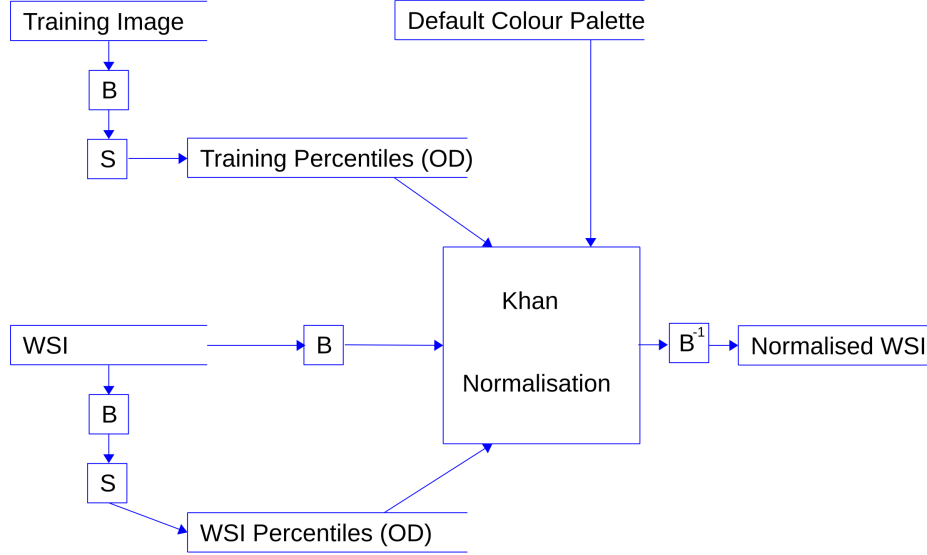 Training Image
Default Colour Palette
B
S
Training Percentiles (OD)
Khan
Normalisation
WSI
B
B-1
Normalised WSI
B
S
WSI Percentiles (OD)